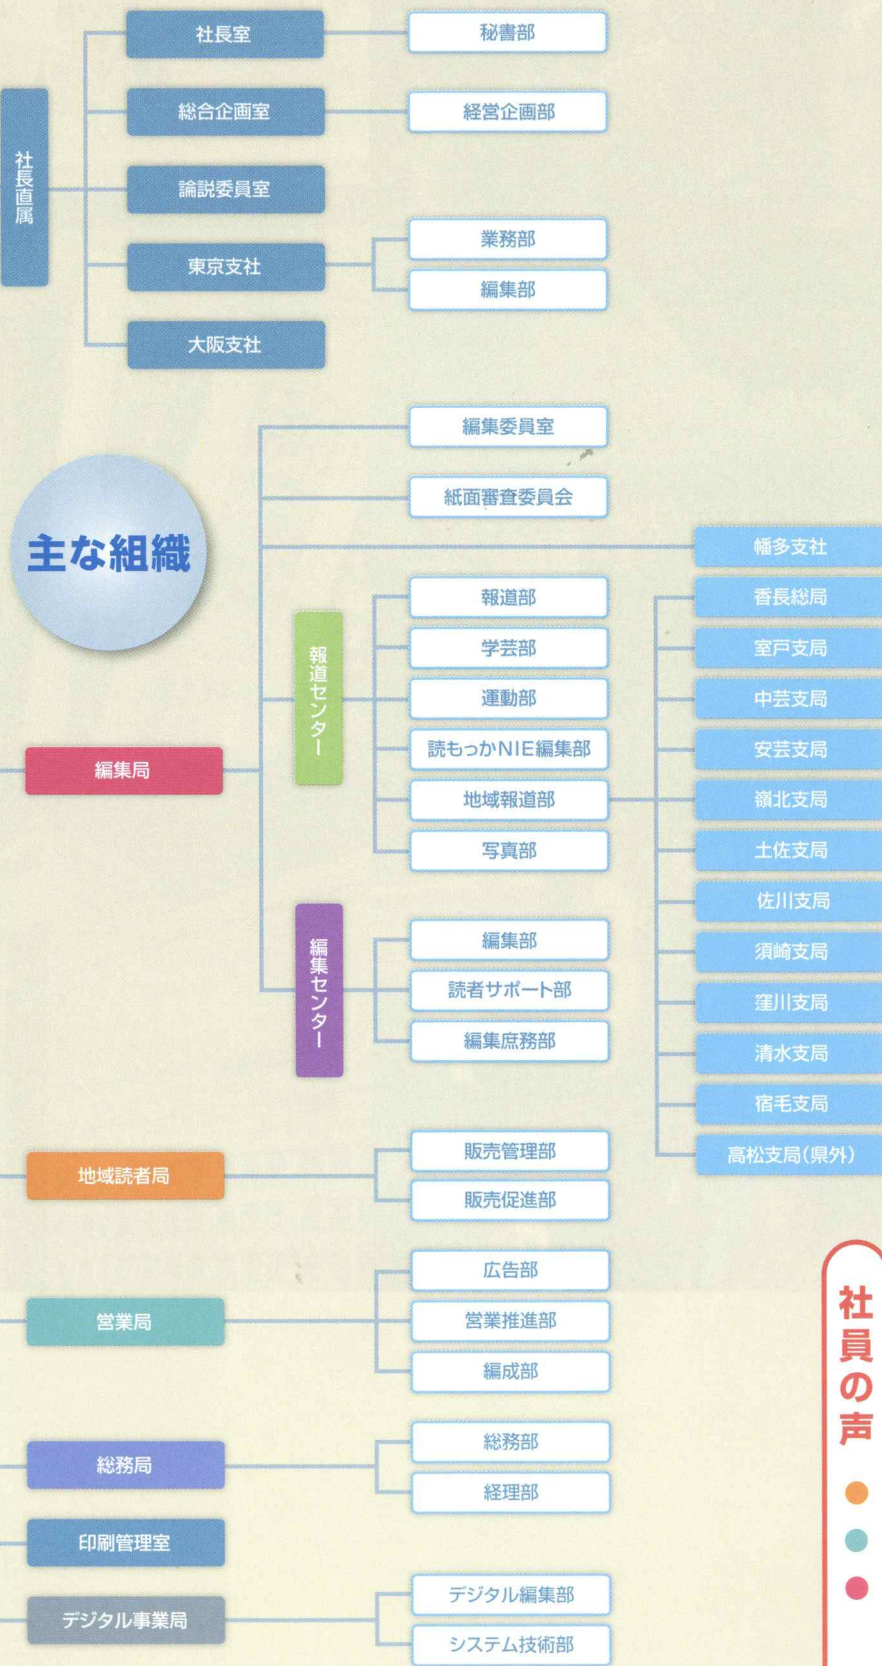 社長直属
社長室
秘書部
総合企画室
経営企画部
論説委員室
東京支社
業務部
編集部
大阪支社
主な組織
編集局
編集委員室
紙面審査委員会
幡多支社
報道センター
報道部
学芸部
運動部
読もっかNIE編集部
地域報道部
写真部
香長総局
室戸支局
中芸支局
安芸支局
嶺北支局
土佐支局
佐川支局
須崎支局
窪川支局
清水支局
宿毛支局
高松支局(県外)
編集センター
編集部
読者サポート部
編集庶務部
地域読者局
販売管理部
販売促進部
営業局
広告部
営業推進部
編成部
総務局
総務部
経理部
印刷管理室
デジタル事業局
デジタル編集部
システム技術部
社員の声